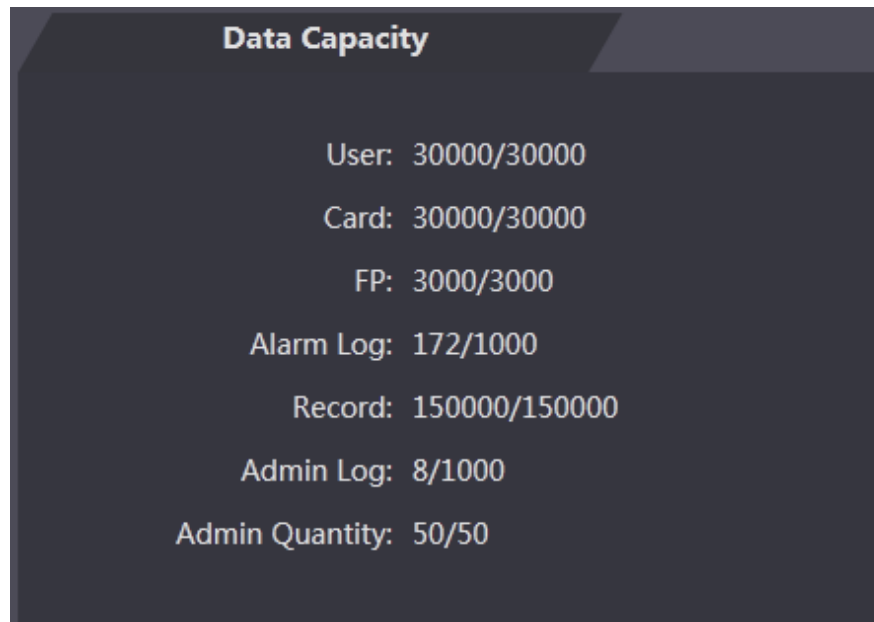 Data Capacity
User: 30000/30000
Card: 30000/30000
FP: 3000/3000
Alarm Log: 172/1000
Record: 150000/150000
Admin Log: 8/1000
Admin Quantity: 50/50